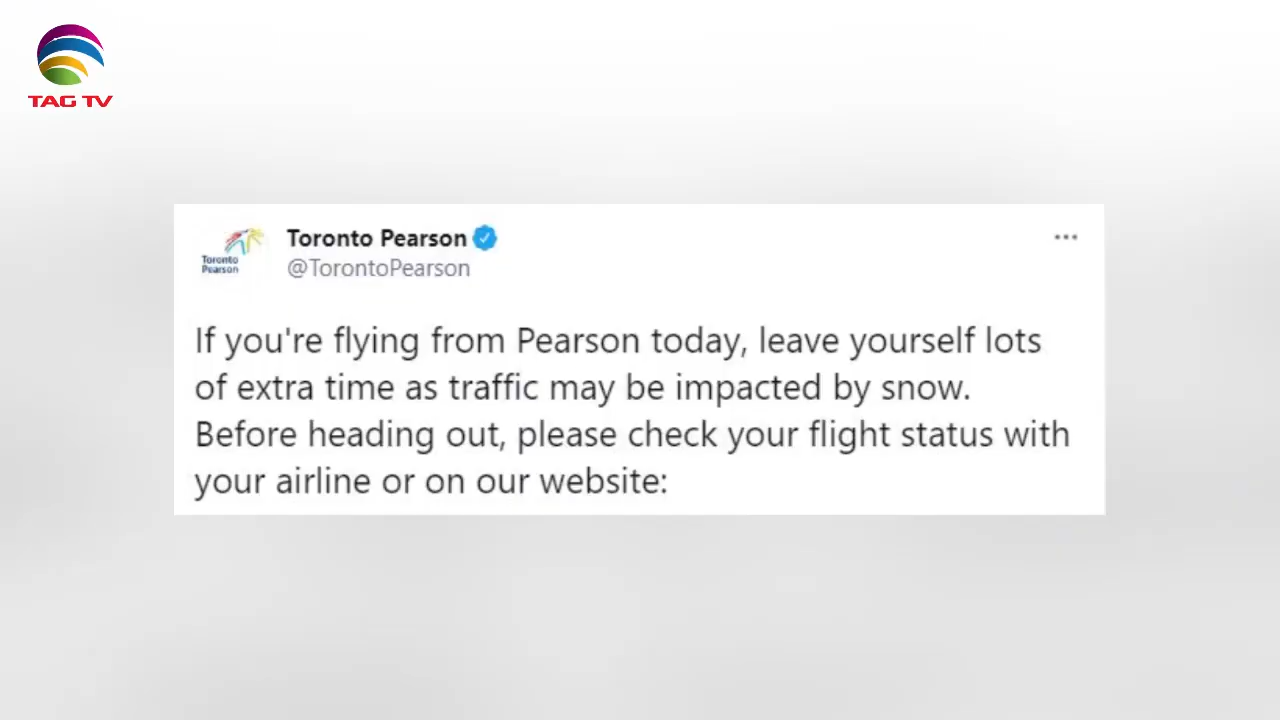 TAG TV
Toronto Pearson
@TorontoPearson
Toronto
Pearson
If you're flying from Pearson today, leave yourself lots
of extra time as traffic may be impacted by snow.
Before heading out, please check your flight status with
your airline or on our website: